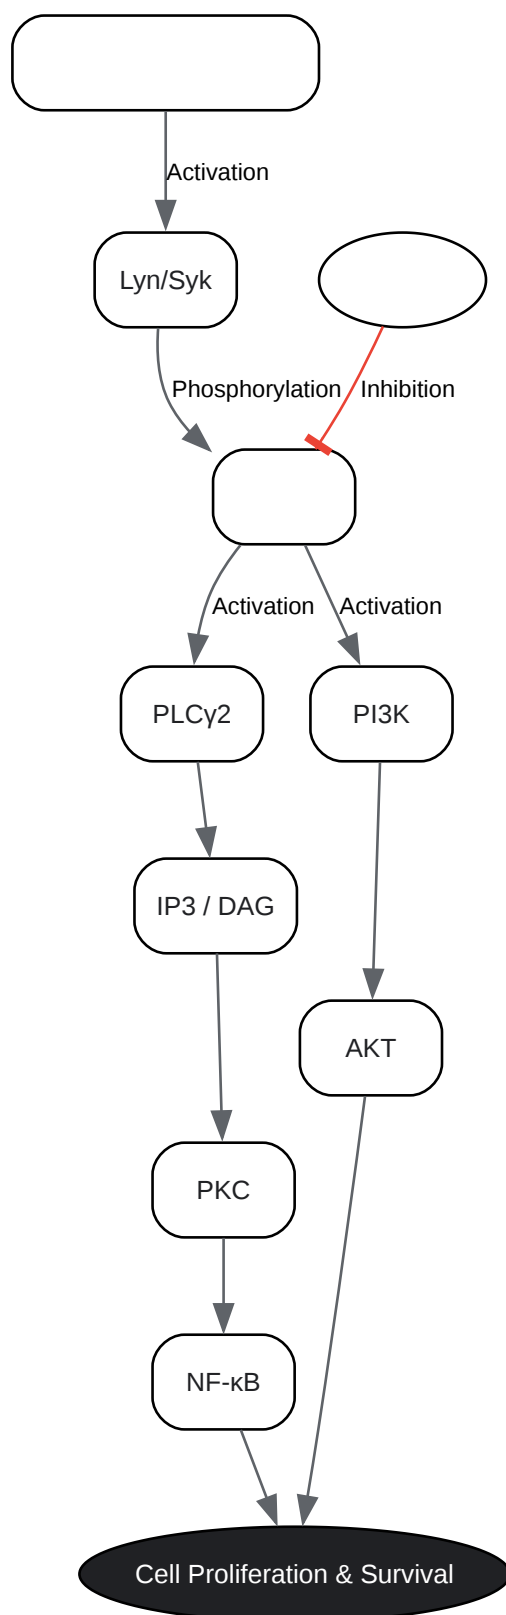 Activation
Lyn/Syk
Phosphorylation
Inhibition
Activation
Activation
PLCγ2
PI3K
IP3 / DAG
AKT
PKC
NF-κB
Cell Proliferation & Survival